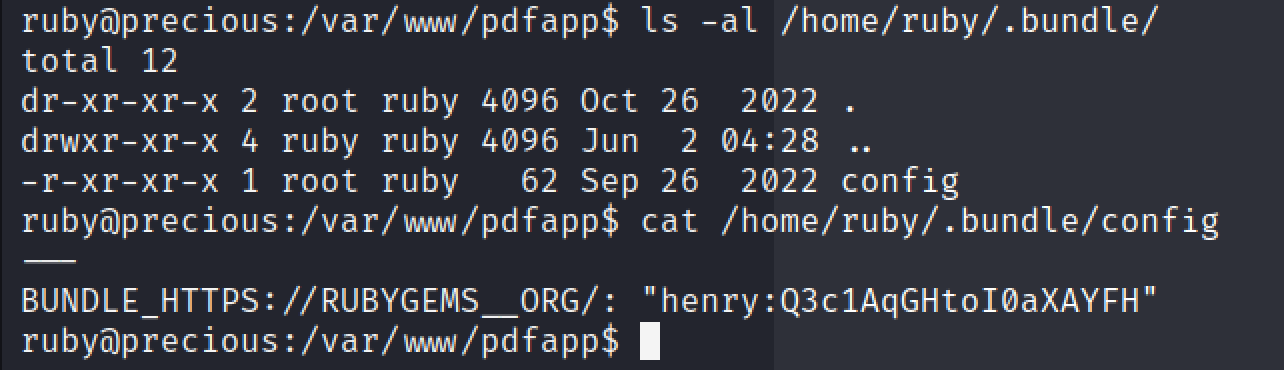 ruby@precious:/var/www/pdfapp$ ls -al /home/ruby/.bundle/
total 12
dr-xr-xr-x 2 root ruby 4096 Oct 26  2022 .
drwxr-xr-x 4 ruby ruby 4096 Jun  2 04:28 ..
-r-xr-xr-x 1 root ruby   62 Sep 26  2022 config
ruby@precious:/var/www/pdfapp$ cat /home/ruby/.bundle/config
---
BUNDLE_HTTPS://RUBYGEMS__ORG/: "henry:Q3c1AqGHtoI0aXAYFH"
ruby@precious:/var/www/pdfapp$